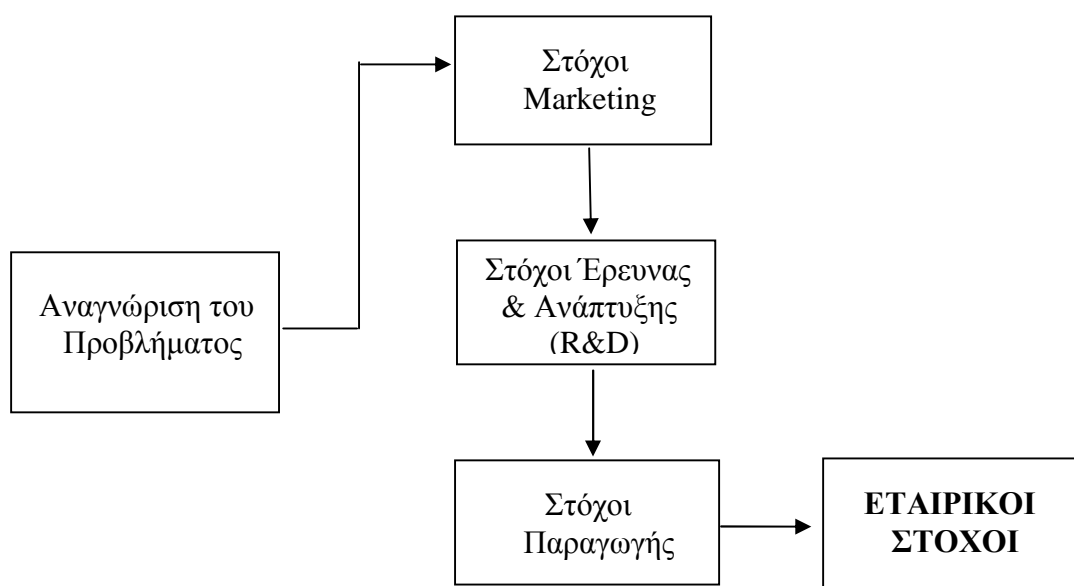 Στόχοι
Marketing
Αναγνώριση του
Προβλήματος
Στόχοι Έρευνας
& Ανάπτυξης
(R&D)
Στόχοι
Παραγωγής
ΕΤΑΙΡΙΚΟΙ
ΣΤΟΧΟΙ